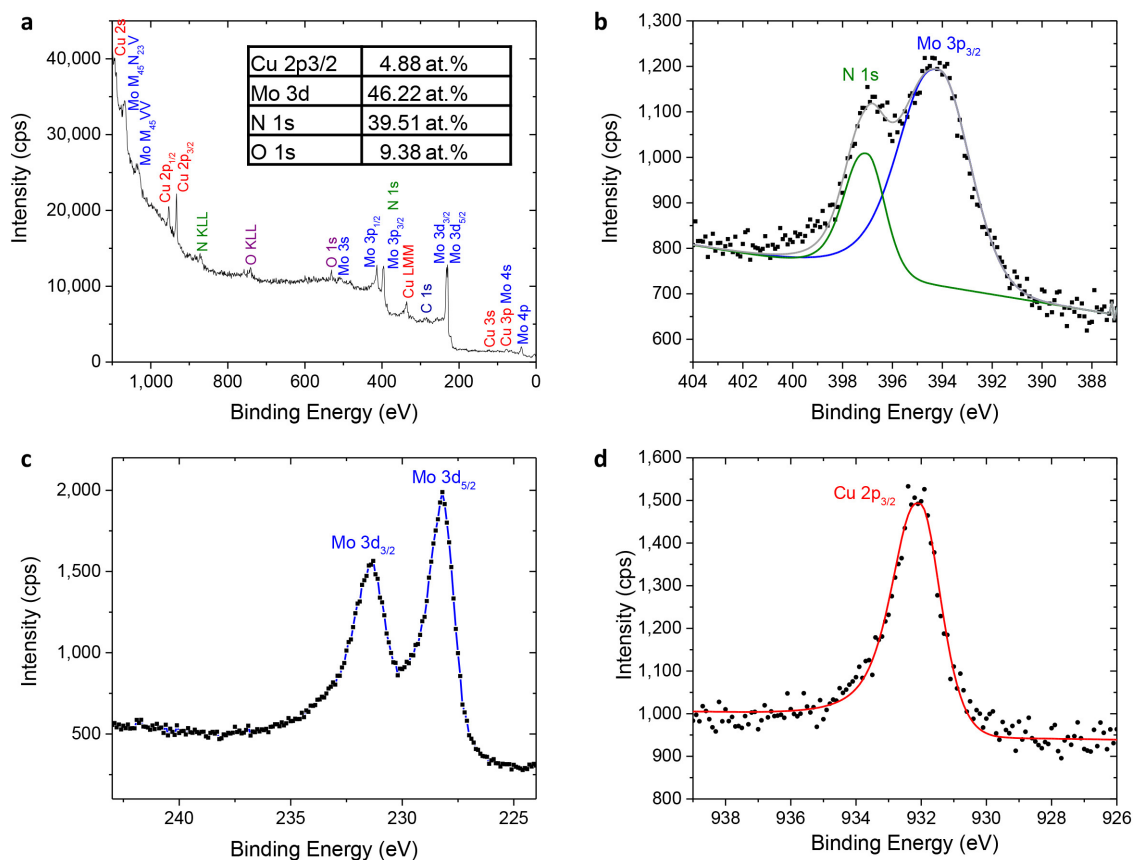 a
Cu 2s
Mo M45N23V
Mo M45VV
Cu 2p1/2
Cu 2p3/2
N KLL
O KLL
O 1s
Mo 3s
Mo 3p1/2
Mo 3p3/2
N 1s
Cu LMM
C 1s
Mo 3d3/2
Mo 3d5/2
Cu 3s
Cu 3p
Mo 4s
Mo 4p
Cu 2p3/2 4.88 at.%
Mo 3d 46.22 at.%
N 1s 39.51 at.%
O 1s 9.38 at.%
40,000
30,000
20,000
10,000
0
Intensity (cps)
1,000 800 600 400 200 0
Binding Energy (eV)
b
Mo 3p3/2
N 1s
1,300
1,200
1,100
1,000
900
800
700
600
Intensity (cps)
404 402 400 398 396 394 392 390 388
Binding Energy (eV)
c
Mo 3d5/2
Mo 3d3/2
2,000
1,500
1,000
500
Intensity (cps)
240 235 230 225
Binding Energy (eV)
d
Cu 2p3/2
1,600
1,500
1,400
1,300
1,200
1,100
1,000
900
800
Intensity (cps)
938 936 934 932 930 928 926
Binding Energy (eV)